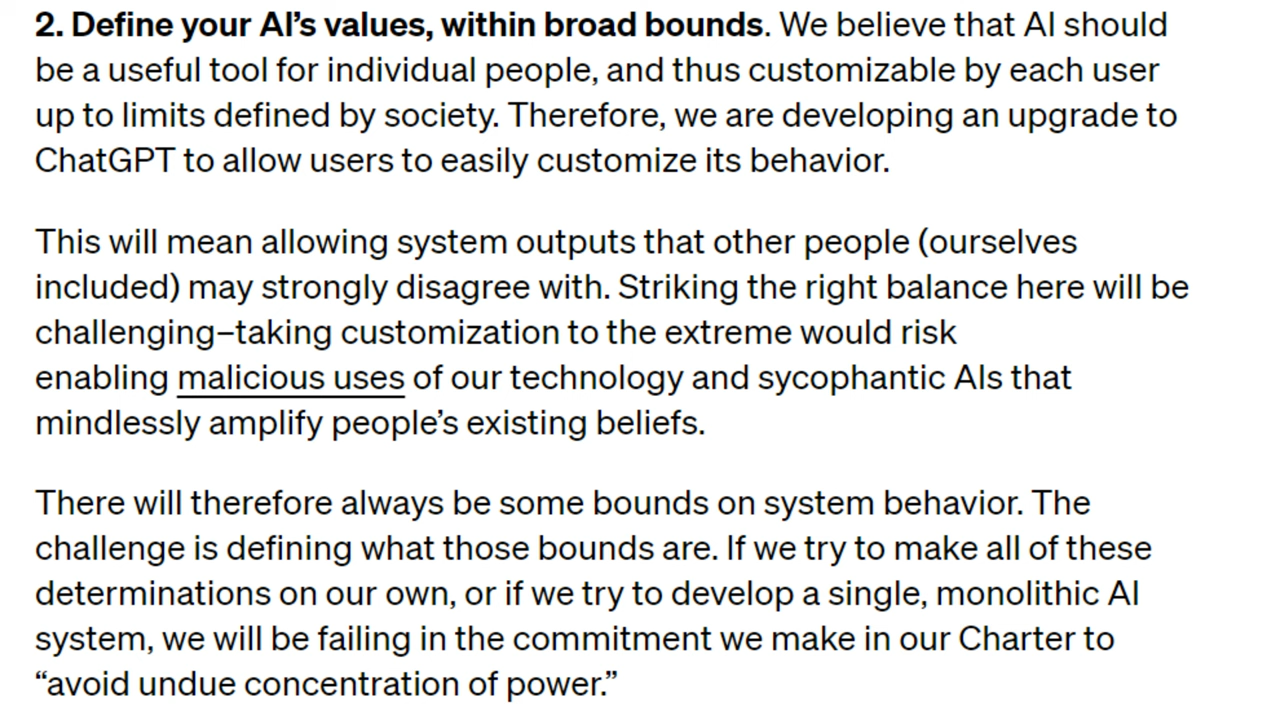 2. Define your AI’s values, within broad bounds. We believe that AI should
be a useful tool for individual people, and thus customizable by each user
up to limits defined by society. Therefore, we are developing an upgrade to
ChatGPT to allow users to easily customize its behavior.
This will mean allowing system outputs that other people (ourselves
included) may strongly disagree with. Striking the right balance here will be
challenging–taking customization to the extreme would risk
enabling malicious uses of our technology and sycophantic AIs that
mindlessly amplify people’s existing beliefs.
There will therefore always be some bounds on system behavior. The
challenge is defining what those bounds are. If we try to make all of these
determinations on our own, or if we try to develop a single, monolithic AI
system, we will be failing in the commitment we make in our Charter to
“avoid undue concentration of power.”